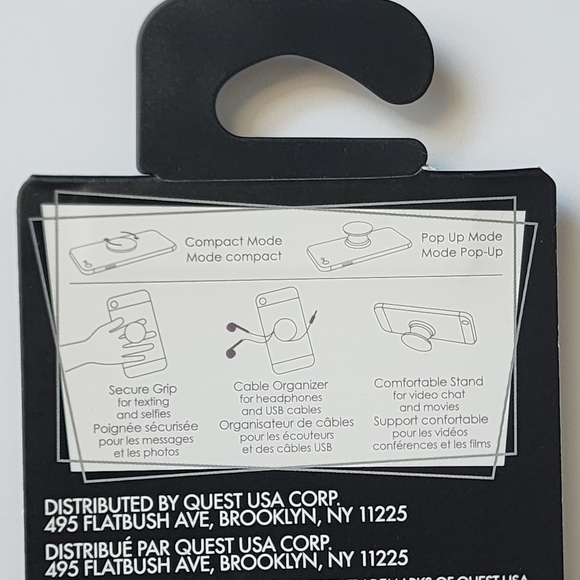 Compact Mode
Mode compact
Pop Up Mode
Mode Pop-Up
Secure Grip
for texting
and selfies
Poignée sécurisée
pour les messages
et les photos
Cable Organizer
for headphones
and USB cables
Organisateur de câbles
pour les écouteurs
et des câbles USB
Comfortable Stand
for video chat
and movies
Support confortable
pour les vidéos
conférences et les films
DISTRIBUTED BY QUEST USA CORP.
495 FLATBUSH AVE, BROOKLYN, NY 11225
DISTRIBUÉ PAR QUEST USA CORP.
495 FLATBUSH AVE, BROOKLYN, NY 11225
OF QUEST USA